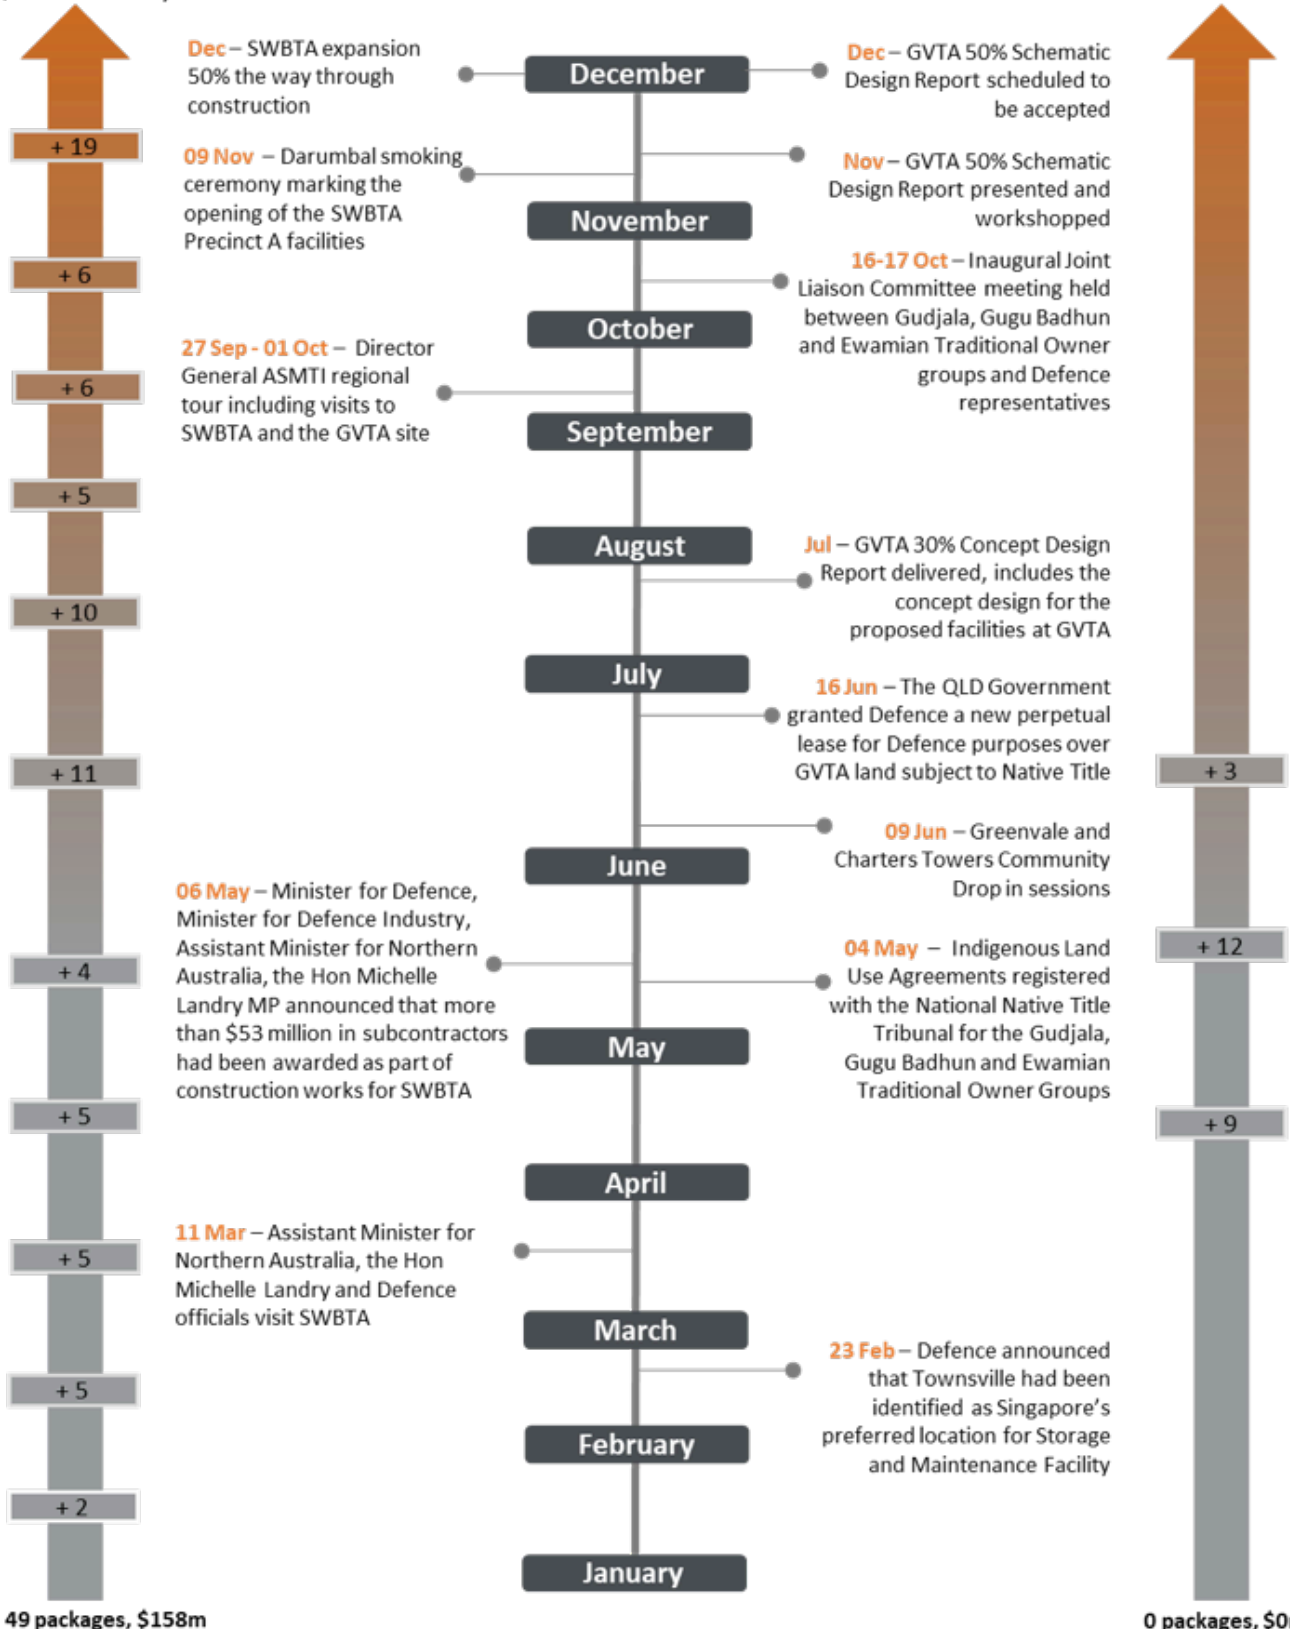 Dec – SWBTA expansion
50% the way through
construction
December
Dec – GVTA 50% Schematic
Design Report scheduled to
be accepted
+ 19
09 Nov – Darumbal smoking
ceremony marking the
opening of the SWBTA
Precinct A facilities
Nov – GVTA 50% Schematic
Design Report presented and
workshopped
November
+ 6
16-17 Oct – Inaugural Joint
Liaison Committee meeting held
between Gudjala, Gugu Badhun
and Ewamian Traditional Owner
groups and Defence
representatives
October
27 Sep - 01 Oct – Director
General ASMTI regional
tour including visits to
SWBTA and the GVTA site
+ 6
September
+ 5
August
Jul – GVTA 30% Concept Design
Report delivered, includes the
concept design for the
proposed facilities at GVTA
+ 10
July
16 Jun – The QLD Government
granted Defence a new perpetual
lease for Defence purposes over
GVTA land subject to Native Title
+ 11
+ 3
09 Jun – Greenvale and
Charters Towers Community
Drop in sessions
June
06 May – Minister for Defence,
Minister for Defence Industry,
Assistant Minister for Northern
Australia, the Hon Michelle
Landry MP announced that more
than $53 million in subcontractors
had been awarded as part of
construction works for SWBTA
04 May – Indigenous Land
Use Agreements registered
with the National Native Title
Tribunal for the Gudjala,
Gugu Badhun and Ewamian
Traditional Owner Groups
+ 12
+ 4
May
+ 5
+ 9
April
11 Mar – Assistant Minister for
Northern Australia, the Hon
Michelle Landry and Defence
officials visit SWBTA
+ 5
March
23 Feb – Defence announced
that Townsville had been
identified as Singapore's
preferred location for Storage
and Maintenance Facility
+ 5
February
+ 2
January
49 packages, $158m
0 packages, $0